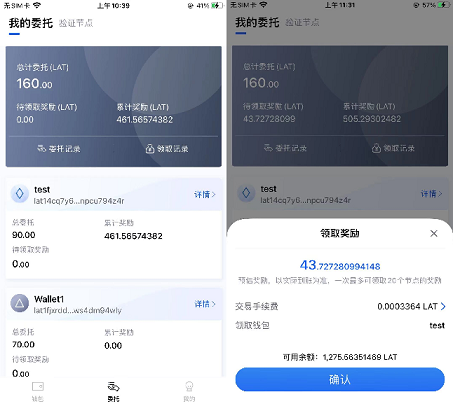 无SIM卡 上午10:39 41%
我的委托 验证节点
总计委托 (LAT)
160.00
待领取奖励 (LAT) 累计奖励 (LAT)
0.00 461.56574382
委托记录 领取记录
test
lat14cq7y6...npcu794z4r
详情
总委托 累计奖励
90.00 461.56574382
待领取奖励
0.00
Wallet1
lat1fjxrdd...ws4dm94wly
详情
总委托 累计奖励
70.00 0.00
待领取奖励
0.00
钱包 委托 我的
无SIM卡 上午11:31 57%
我的委托 验证节点
总计委托 (LAT)
160.00
待领取奖励 (LAT) 累计奖励 (LAT)
43.72728099 505.29302482
委托记录 领取记录
test
lat14cq7y6...npcu794z4r
详情
领取奖励
43.727280994148
预估奖励，以实际到账为准，一次最多可领取20个节点的奖励
交易手续费 0.0003364 LAT
领取钱包 test
可用余额：1,275.56351469 LAT
确认